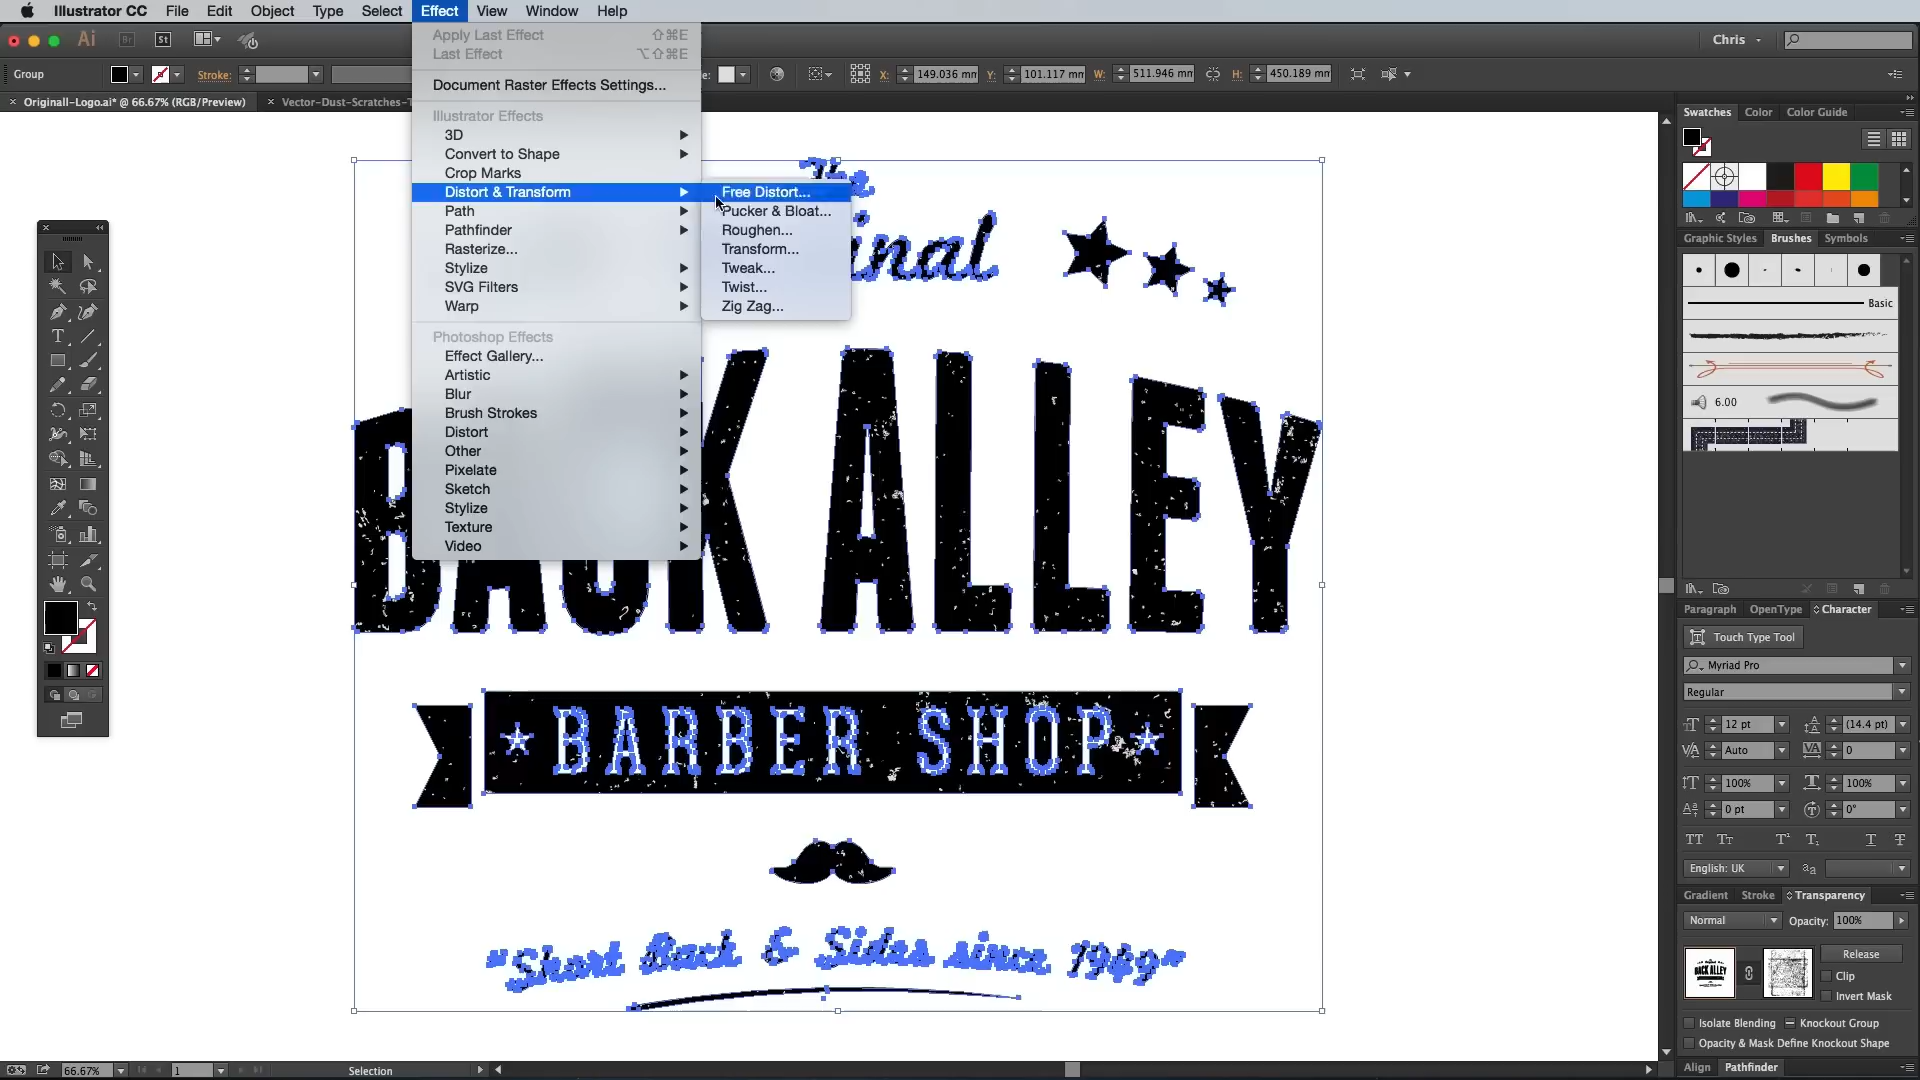 Illustrator CC File Edit Object Type Select Effect View Window Help
Ai Br St Chris
Group Stroke: X: 149.036 mm Y: 101.117 mm W: 511.946 mm H: 450.189 mm
Originall-Logo.ai* @ 66.67% (RGB/Preview) Vector-Dust-Scratches-T
Apply Last Effect ⇧⌘E
Last Effect ⌥⇧⌘E
Document Raster Effects Settings...
Illustrator Effects
3D
Convert to Shape
Crop Marks
Distort & Transform
Path
Pathfinder
Rasterize...
Stylize
SVG Filters
Warp
Photoshop Effects
Effect Gallery...
Artistic
Blur
Brush Strokes
Distort
Other
Pixelate
Sketch
Stylize
Texture
Video
Free Distort...
Pucker & Bloat...
Roughen...
Transform...
Tweak...
Twist...
Zig Zag...
The
inal
BACK ALLEY
BARBER SHOP
"Short Back & Sides since 1969"
Swatches Color Color Guide
Graphic Styles Brushes Symbols
Basic
6.00
Paragraph OpenType Character
Touch Type Tool
Myriad Pro
Regular
12 pt (14.4 pt)
Auto 0
100% 100%
0 pt 0°
English: UK
Gradient Stroke Transparency
Normal Opacity: 100%
BACK ALLEY
Release
Clip
Invert Mask
Isolate Blending Knockout Group
Opacity & Mask Define Knockout Shape
Align Pathfinder
66.67% 1 Selection